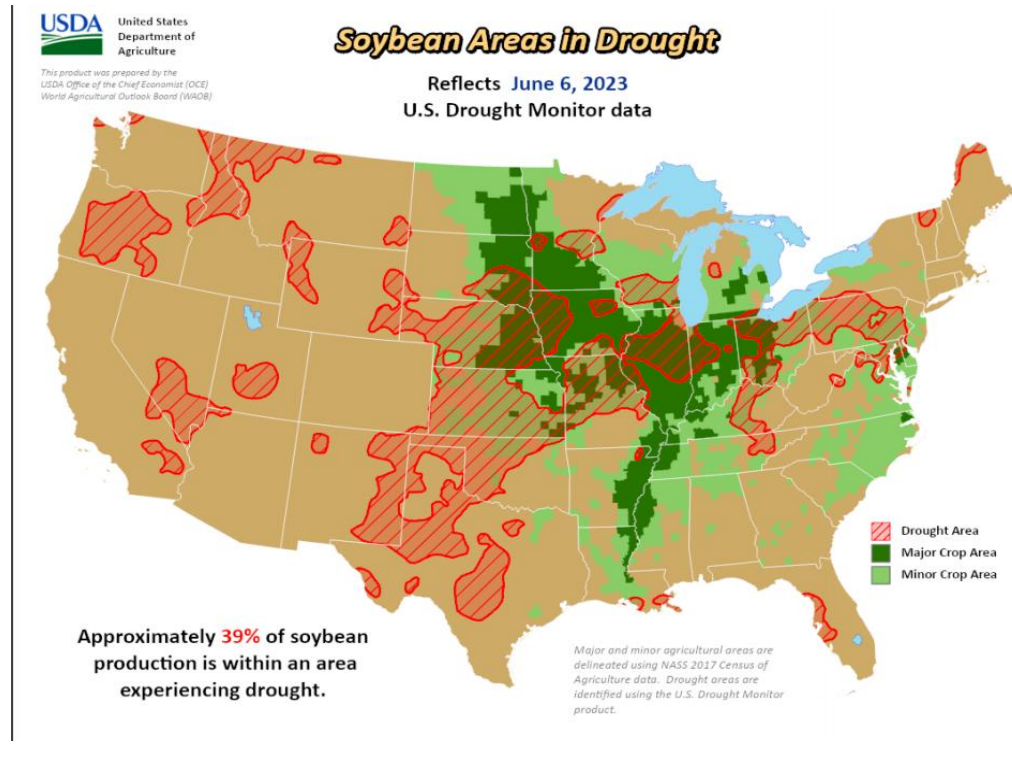 USDA
United States
Department of
Agriculture
This product was prepared by the
USDA Office of the Chief Economist (OCE)
World Agricultural Outlook Board (WAOB)
Soybean Areas in Drought
Reflects June 6, 2023
U.S. Drought Monitor data
Drought Area
Major Crop Area
Minor Crop Area
Approximately 39% of soybean
production is within an area
experiencing drought.
Major and minor agricultural areas are
delineated using NASS 2017 Census of
Agriculture data. Drought areas are
identified using the U.S. Drought Monitor
product.